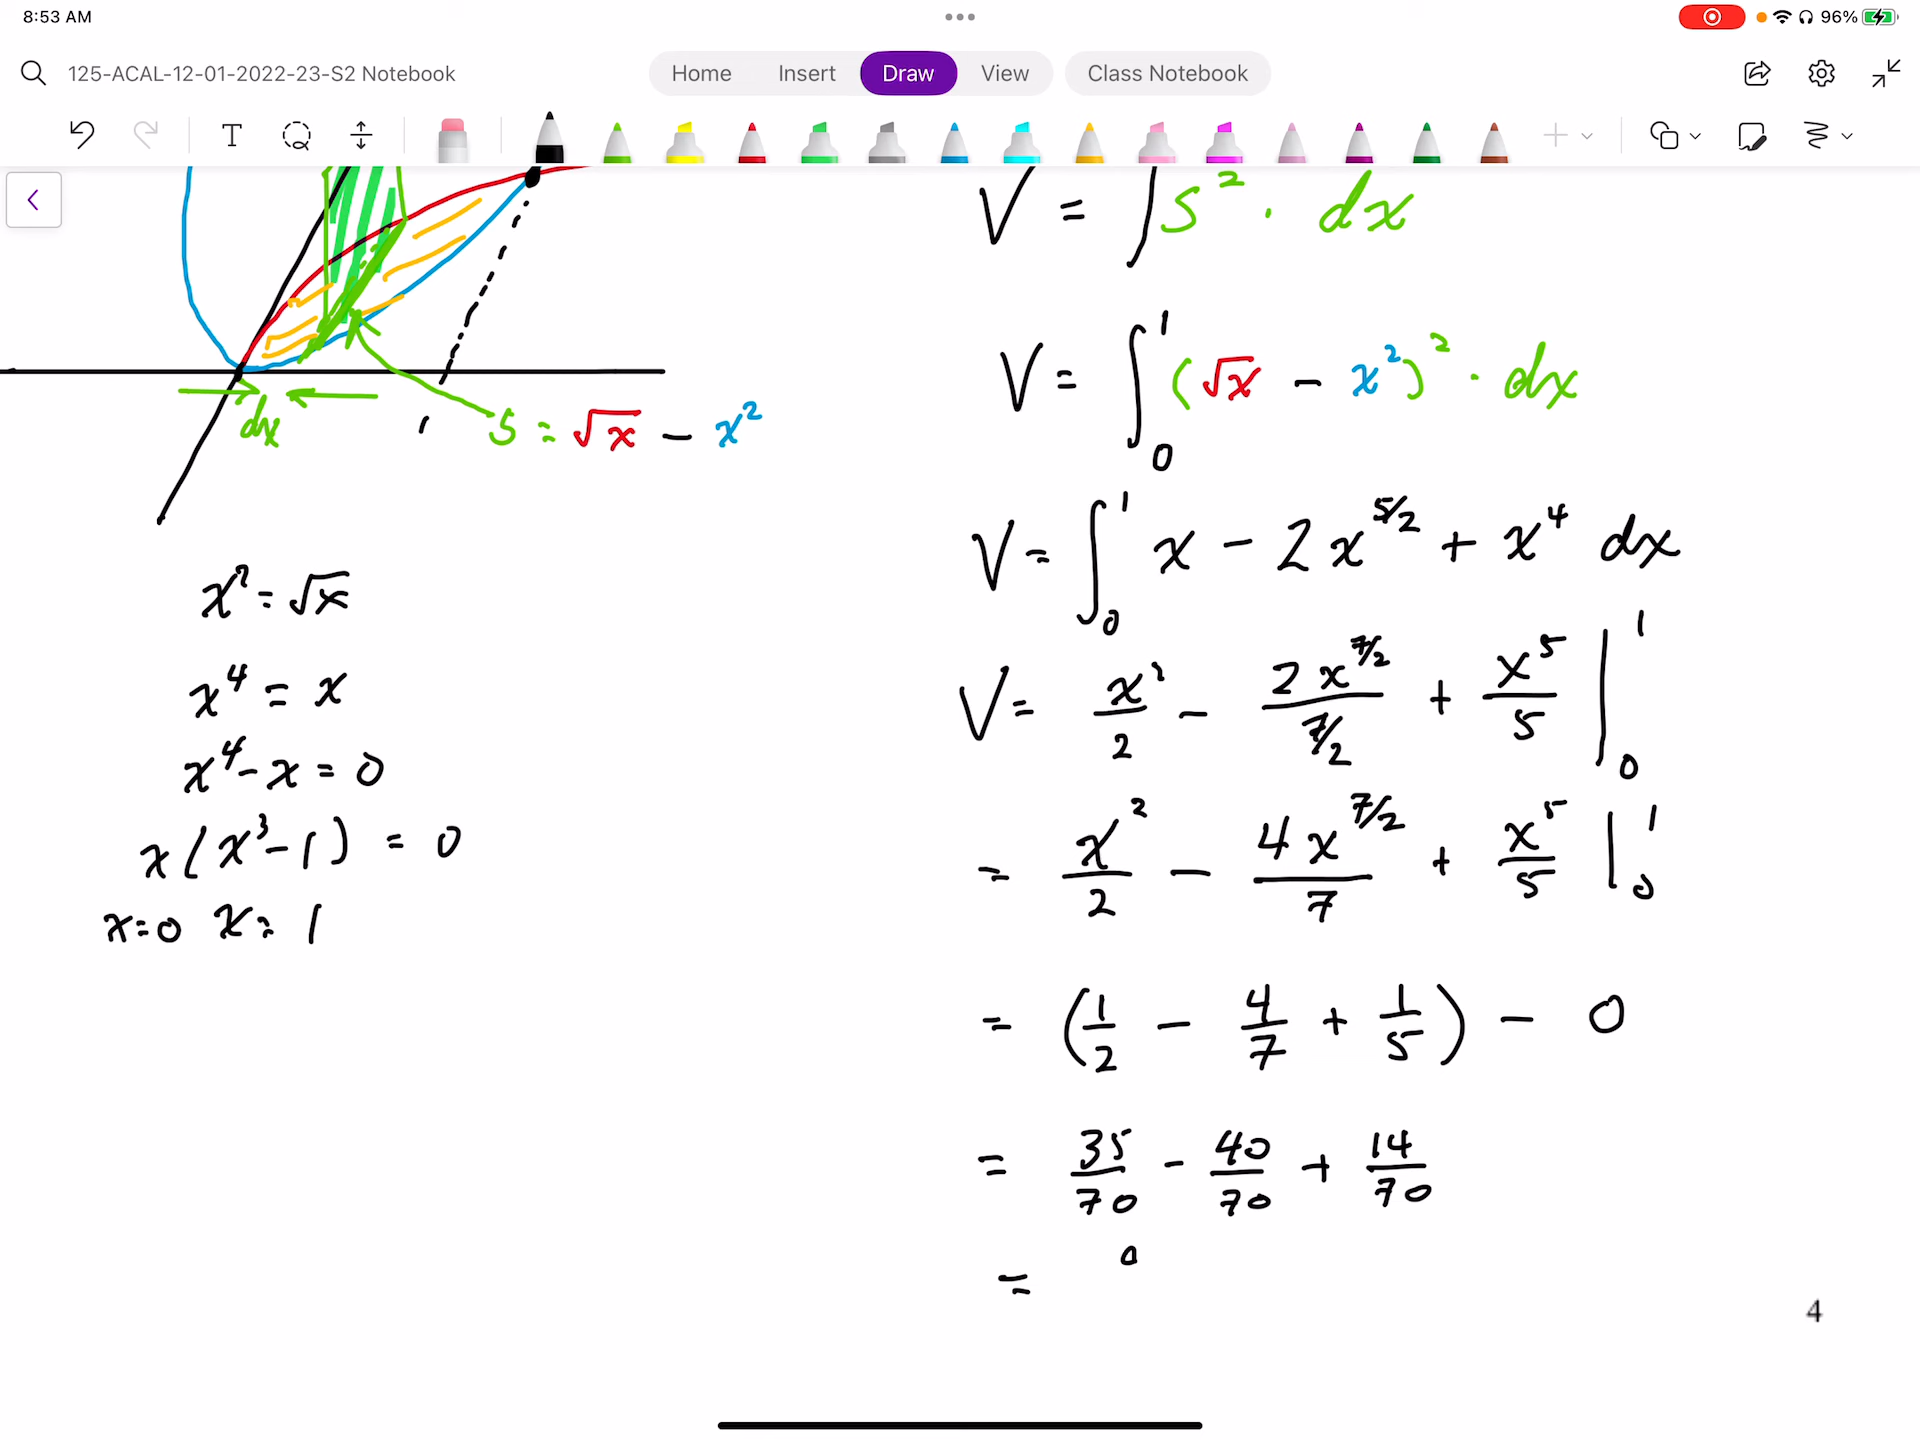 8:53 AM
96%
125-ACAL-12-01-2022-23-S2 Notebook
Home Insert Draw View Class Notebook
T
dx
1
S = √x - x²
x² = √x
x⁴ = x
x⁴ - x = 0
x(x³ - 1) = 0
x = 0 x = 1
V = ∫ S² · dx
V = ∫₀¹ (√x - x²)² · dx
V = ∫₀¹ x - 2x^{5/2} + x⁴ dx
V = x²/2 - 2x^{7/2}/(7/2) + x⁵/5 |₀¹
= x²/2 - 4x^{7/2}/7 + x⁵/5 |₀¹
= (1/2 - 4/7 + 1/5) - 0
= 35/70 - 40/70 + 14/70
=
4